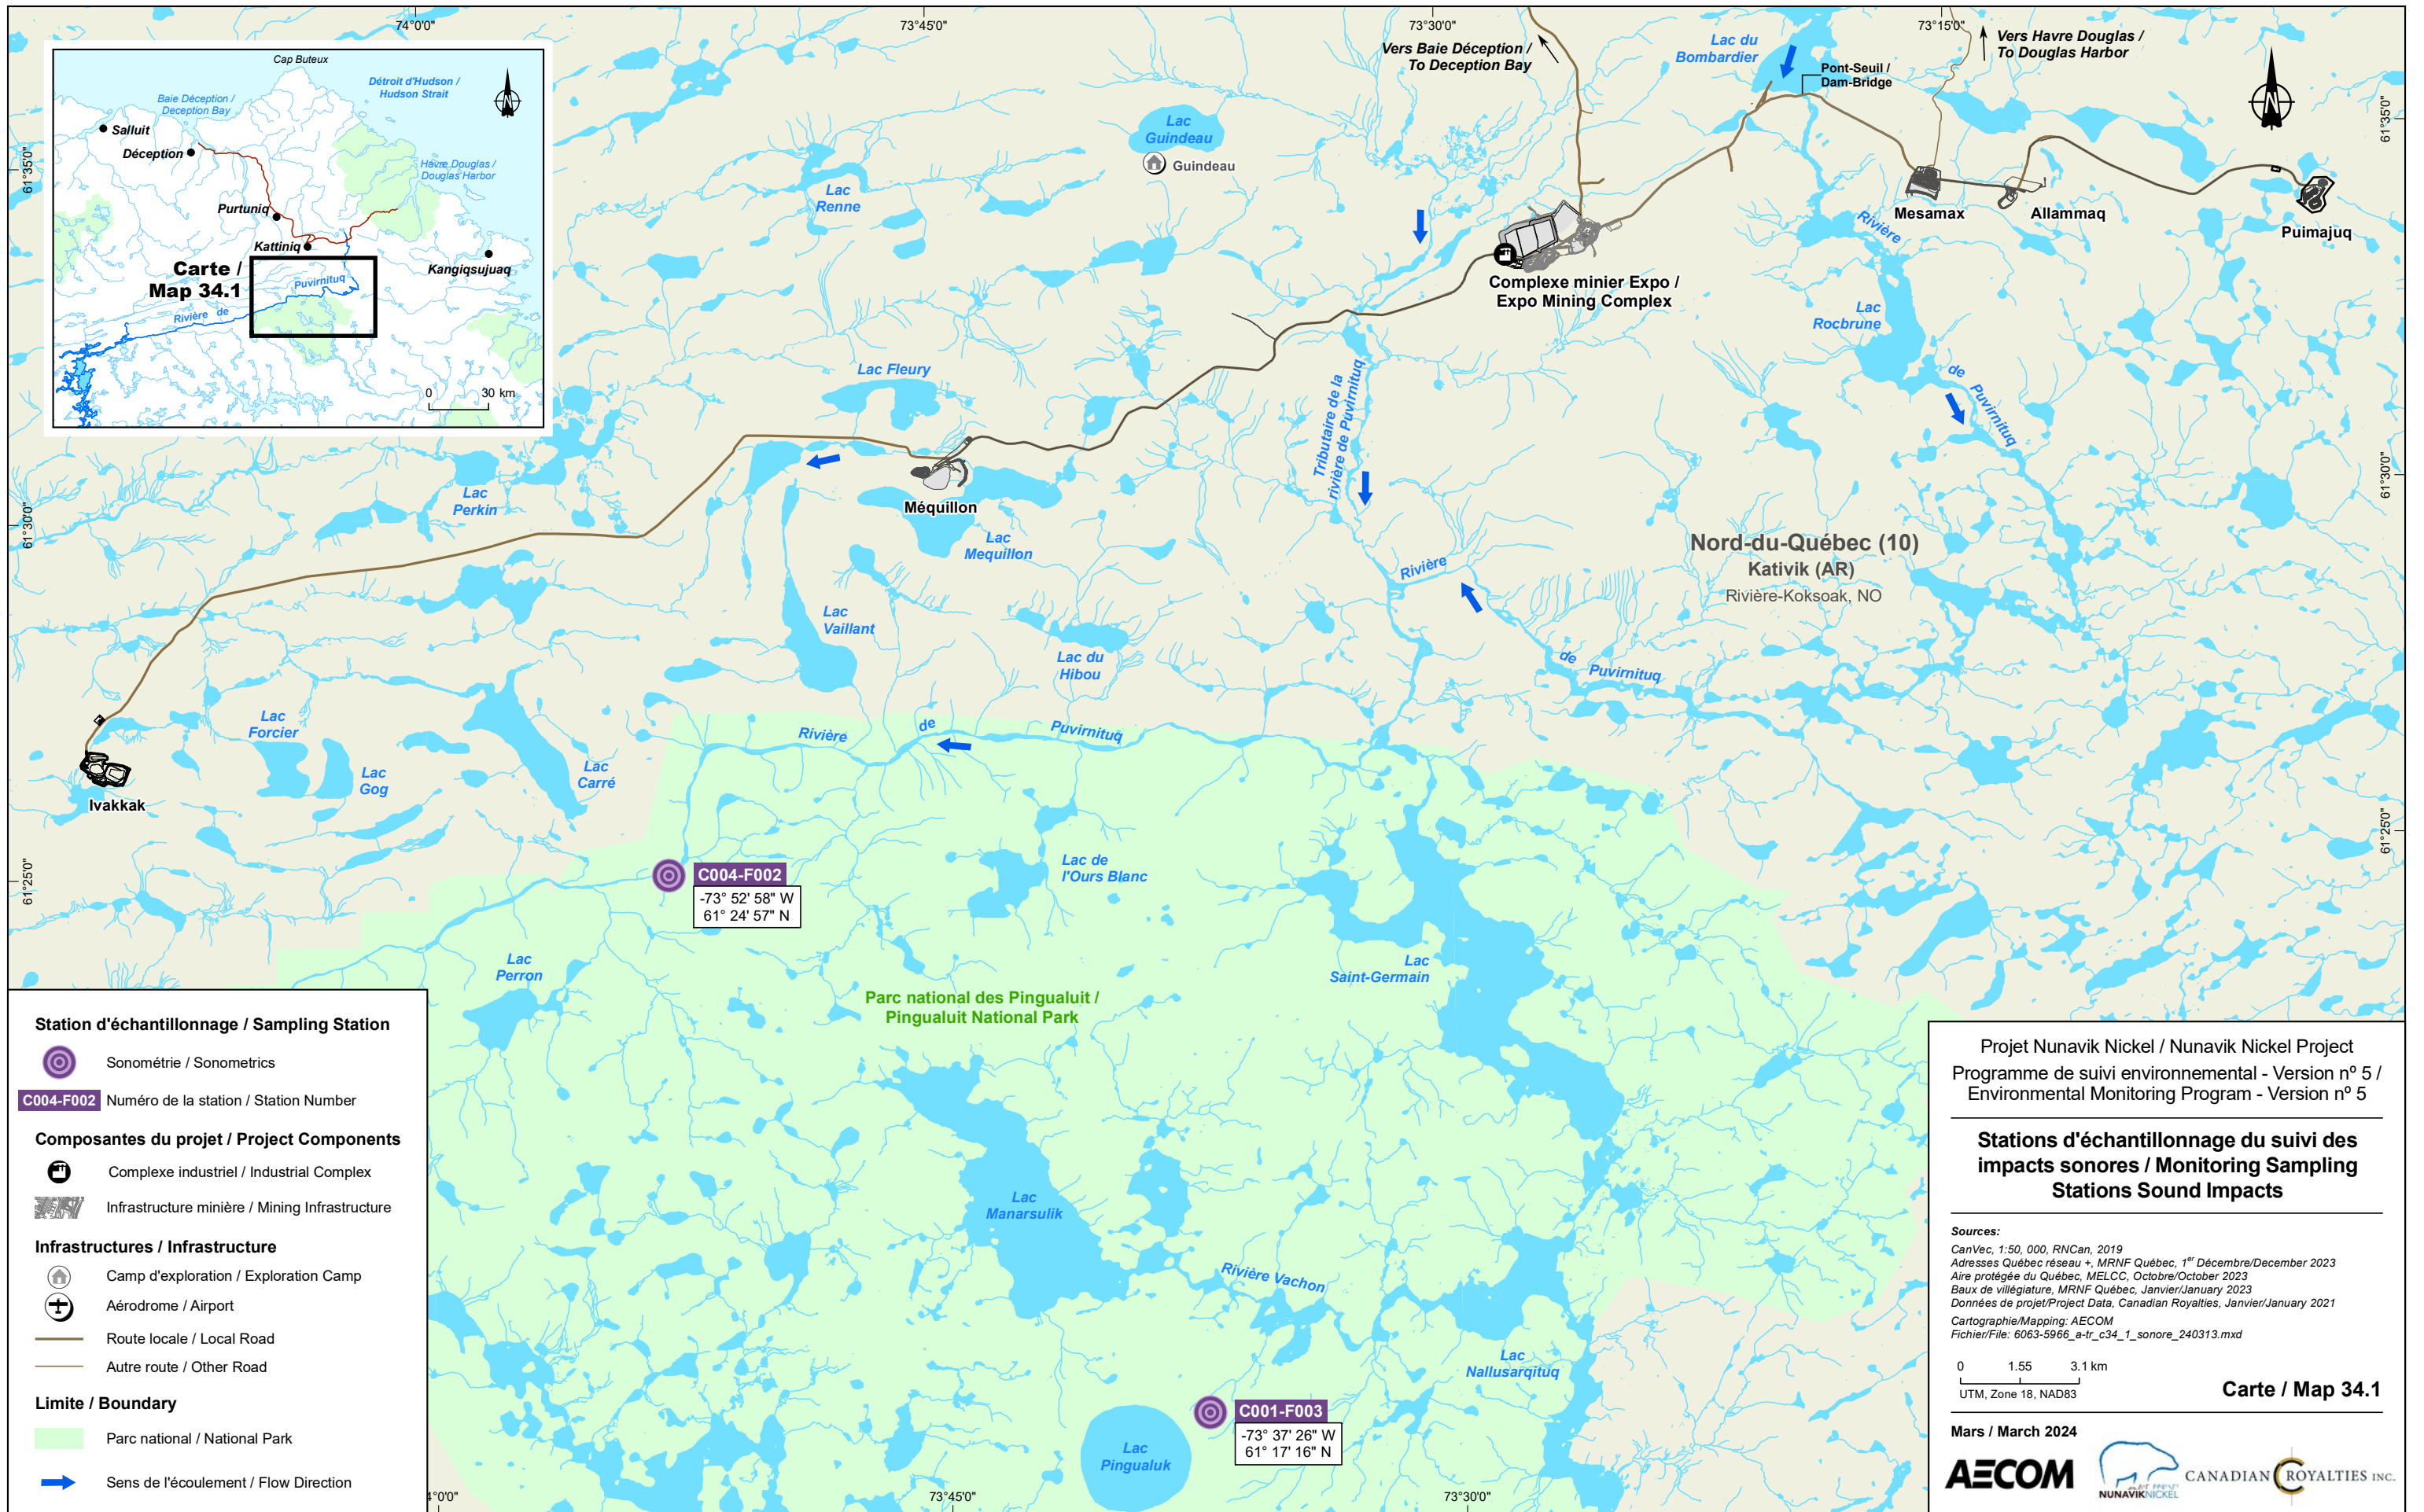 74°0'0"
73°45'0"
73°30'0"
73°15'0"
61°35'0"
61°30'0"
61°25'0"
61°35'0"
61°30'0"
61°25'0"
4°0'0"
73°45'0"
73°30'0"
Cap Buteux
Détroit d'Hudson /
Hudson Strait
Baie Déception /
Deception Bay
Salluit
Déception
Havre Douglas /
Douglas Harbor
Purtuniq
Kattiniq
Kangiqsujuaq
Carte /
Map 34.1
Puvirnituq
Rivière de
0 30 km
Vers Baie Déception /
To Deception Bay
Lac du
Bombardier
Pont-Seuil /
Dam-Bridge
Vers Havre Douglas /
To Douglas Harbor
Lac
Guindeau
Guindeau
Lac
Renne
Mesamax
Allammaq
Puimajuq
Complexe minier Expo /
Expo Mining Complex
Rivière
Lac
Rocbrune
de Puvirnituq
Lac Fleury
Tributaire de la
rivière de Puvirnituq
Lac
Perkin
Méquillon
Lac
Mequillon
Nord-du-Québec (10)
Kativik (AR)
Rivière-Koksoak, NO
Rivière
de Puvirnituq
Lac
Vaillant
Lac du
Hibou
Lac
Forcier
Lac
Gog
Lac
Carré
Ivakkak
Rivière de Puvirnituq
C004-F002
-73° 52' 58" W
61° 24' 57" N
Lac de
l'Ours Blanc
Lac
Perron
Lac
Saint-Germain
Parc national des Pingualuit /
Pingualuit National Park
Lac
Manarsulik
Rivière Vachon
Lac
Nallusarqituq
C001-F003
-73° 37' 26" W
61° 17' 16" N
Lac
Pingualuk
Station d'échantillonnage / Sampling Station
Sonométrie / Sonometrics
C004-F002 Numéro de la station / Station Number
Composantes du projet / Project Components
Complexe industriel / Industrial Complex
Infrastructure minière / Mining Infrastructure
Infrastructures / Infrastructure
Camp d'exploration / Exploration Camp
Aérodrome / Airport
Route locale / Local Road
Autre route / Other Road
Limite / Boundary
Parc national / National Park
Sens de l'écoulement / Flow Direction
Projet Nunavik Nickel / Nunavik Nickel Project
Programme de suivi environnemental - Version nº 5 /
Environmental Monitoring Program - Version nº 5
Stations d'échantillonnage du suivi des
impacts sonores / Monitoring Sampling
Stations Sound Impacts
Sources:
CanVec, 1:50, 000, RNCan, 2019
Adresses Québec réseau +, MRNF Québec, 1er Décembre/December 2023
Aire protégée du Québec, MELCC, Octobre/October 2023
Baux de villégiature, MRNF Québec, Janvier/January 2023
Données de projet/Project Data, Canadian Royalties, Janvier/January 2021
Cartographie/Mapping: AECOM
Fichier/File: 6063-5966_a-tr_c34_1_sonore_240313.mxd
0 1.55 3.1 km
UTM, Zone 18, NAD83
Carte / Map 34.1
Mars / March 2024
AECOM
NUNAVIKNICKEL
CANADIAN ROYALTIES INC.